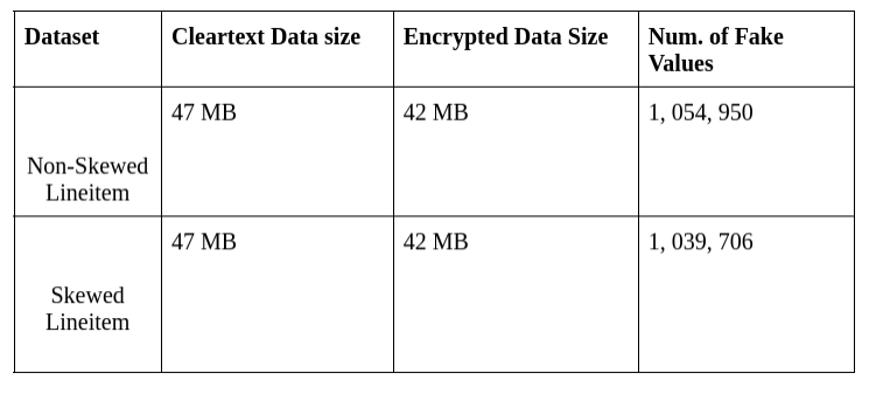 Dataset
Cleartext Data size
Encrypted Data Size
Num. of Fake
Values
Non-Skewed
Lineitem
47 MB
42 MB
1, 054, 950
Skewed
Lineitem
47 MB
42 MB
1, 039, 706